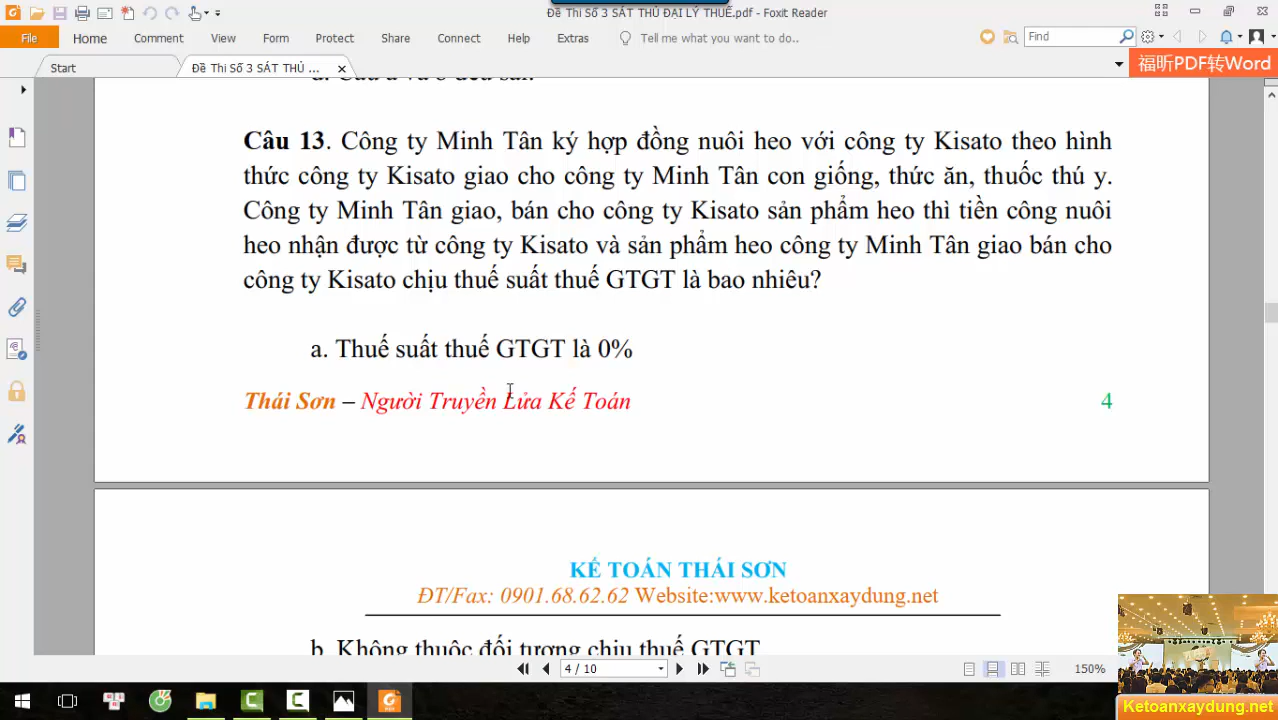 Đề Thi Số 3 SÁT THỦ ĐẠI LÝ THUẾ.pdf - Foxit Reader
File Home Comment View Form Protect Share Connect Help Extras Tell me what you want to do.. Find
Start Đề Thi Số 3 SÁT THỦ ... 福昕PDF转Word
Câu 13. Công ty Minh Tân ký hợp đồng nuôi heo với công ty Kisato theo hình
thức công ty Kisato giao cho công ty Minh Tân con giống, thức ăn, thuốc thú y.
Công ty Minh Tân giao, bán cho công ty Kisato sản phẩm heo thì tiền công nuôi
heo nhận được từ công ty Kisato và sản phẩm heo công ty Minh Tân giao bán cho
công ty Kisato chịu thuế suất thuế GTGT là bao nhiêu?
a. Thuế suất thuế GTGT là 0%
Thái Sơn – Người Truyền Lửa Kế Toán 4
KẾ TOÁN THÁI SƠN
ĐT/Fax: 0901.68.62.62 Website:www.ketoanxaydung.net
b. Không thuộc đối tượng chịu thuế GTGT
4 / 10 150%
Ketoanxaydung.net